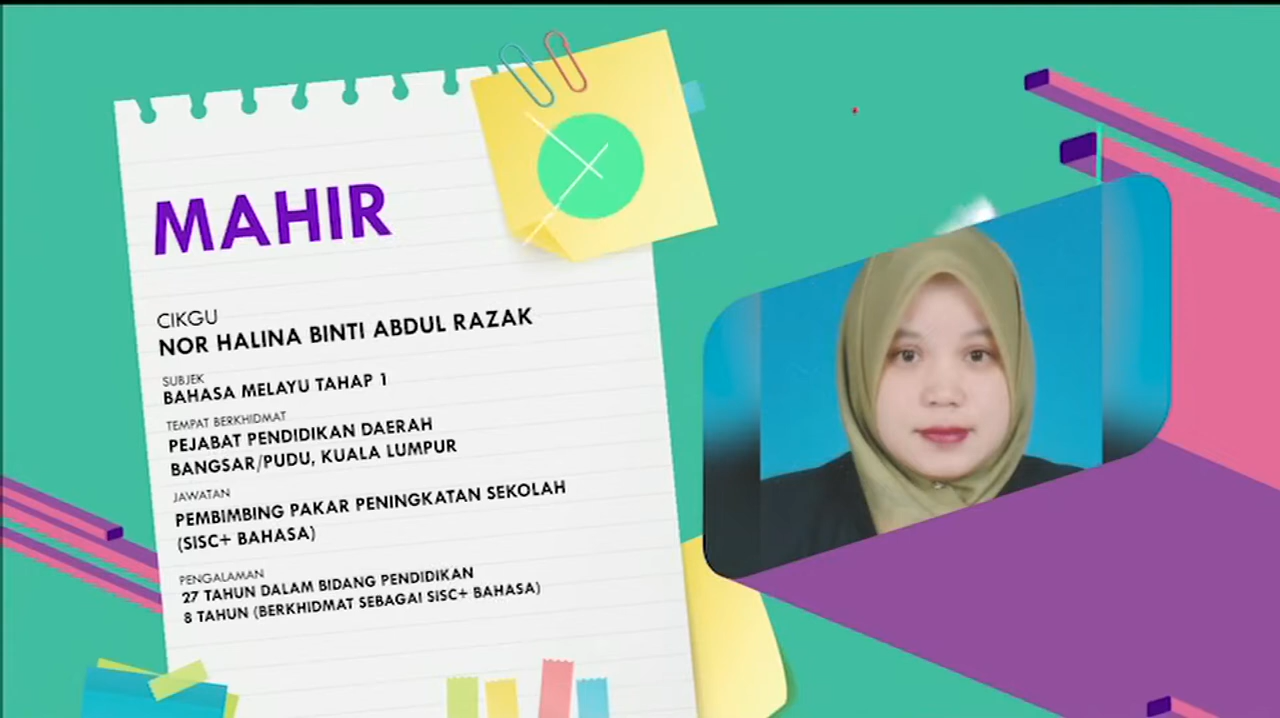 MAHIR
CIKGU
NOR HALINA BINTI ABDUL RAZAK
SUBJEK
BAHASA MELAYU TAHAP 1
TEMPAT BERKHIDMAT
PEJABAT PENDIDIKAN DAERAH
BANGSAR/PUDU, KUALA LUMPUR
JAWATAN
PEMBIMBING PAKAR PENINGKATAN SEKOLAH
(SISC+ BAHASA)
PENGALAMAN
27 TAHUN DALAM BIDANG PENDIDIKAN
8 TAHUN (BERKHIDMAT SEBAGAI SISC+ BAHASA)